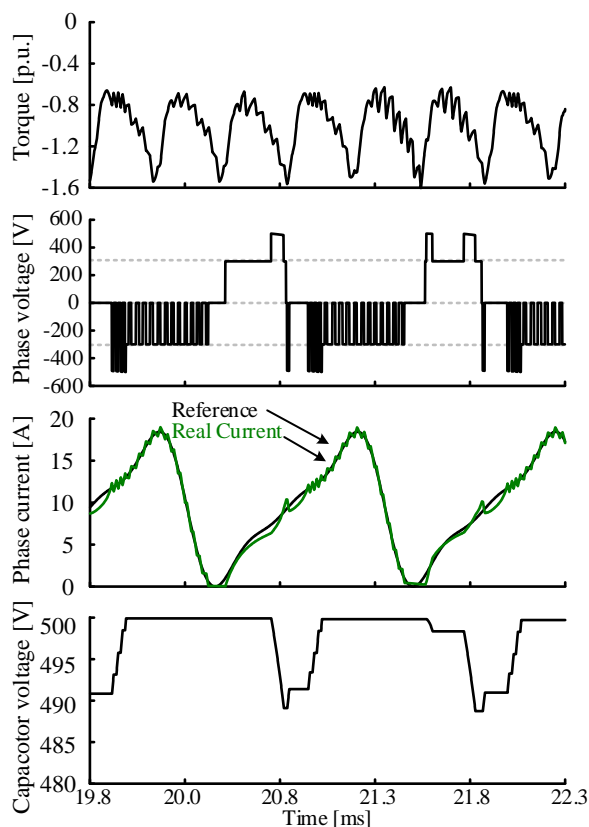 Torque [p.u.]
0
-0.4
-0.8
-1.2
-1.6
Phase voltage [V]
600
400
200
0
-200
-400
-600
Phase current [A]
20
15
10
5
0
Reference
Real Current
Capacotor voltage [V]
500
495
490
485
480
19.8 20.0 20.8 21.3 21.8 22.3
Time [ms]